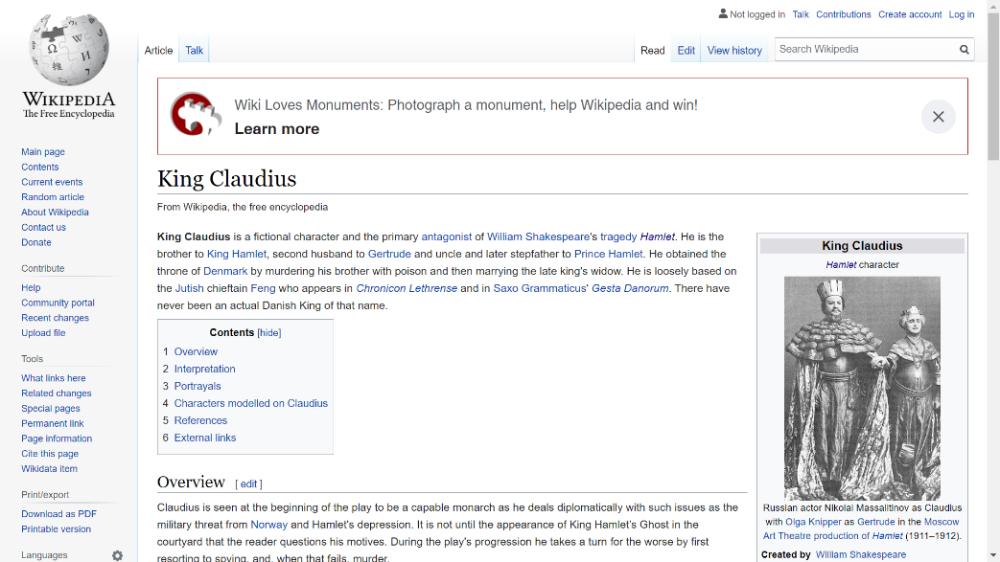 Not logged in Talk Contributions Create account Log in
Article Talk Read Edit View history Search Wikipedia
WIKIPEDIA
The Free Encyclopedia
Wiki Loves Monuments: Photograph a monument, help Wikipedia and win!
Learn more
Main page
Contents
Current events
Random article
About Wikipedia
Contact us
Donate
Contribute
Help
Community portal
Recent changes
Upload file
Tools
What links here
Related changes
Special pages
Permanent link
Page information
Cite this page
Wikidata item
Print/export
Download as PDF
Printable version
Languages
King Claudius
From Wikipedia, the free encyclopedia
King Claudius is a fictional character and the primary antagonist of William Shakespeare's tragedy Hamlet. He is the
brother to King Hamlet, second husband to Gertrude and uncle and later stepfather to Prince Hamlet. He obtained the
throne of Denmark by murdering his brother with poison and then marrying the late king's widow. He is loosely based on
the Jutish chieftain Feng who appears in Chronicon Lethrense and in Saxo Grammaticus' Gesta Danorum. There have
never been an actual Danish King of that name.
Contents [hide]
1 Overview
2 Interpretation
3 Portrayals
4 Characters modelled on Claudius
5 References
6 External links
Overview [ edit ]
Claudius is seen at the beginning of the play to be a capable monarch as he deals diplomatically with such issues as the
military threat from Norway and Hamlet's depression. It is not until the appearance of King Hamlet's Ghost in the
courtyard that the reader questions his motives. During the play's progression he takes a turn for the worse by first
resorting to spying, and, when that fails, murder.
King Claudius
Hamlet character
Russian actor Nikolai Massalitinov as Claudius
with Olga Knipper as Gertrude in the Moscow
Art Theatre production of Hamlet (1911–1912).
Created by William Shakespeare